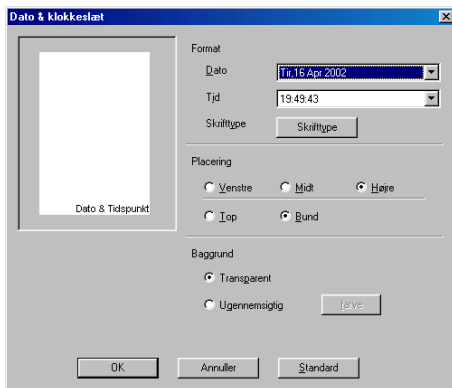 Dato & klokkeslæt
Format
Dato
Tir,16 Apr 2002
Tid
19:49:43
Skrifttype
Skrifttype
Placering
Venstre
Midt
Højre
Top
Bund
Dato & Tidspunkt
Baggrund
Transparent
Ugennemsigtig
farve
OK
Annuller
Standard